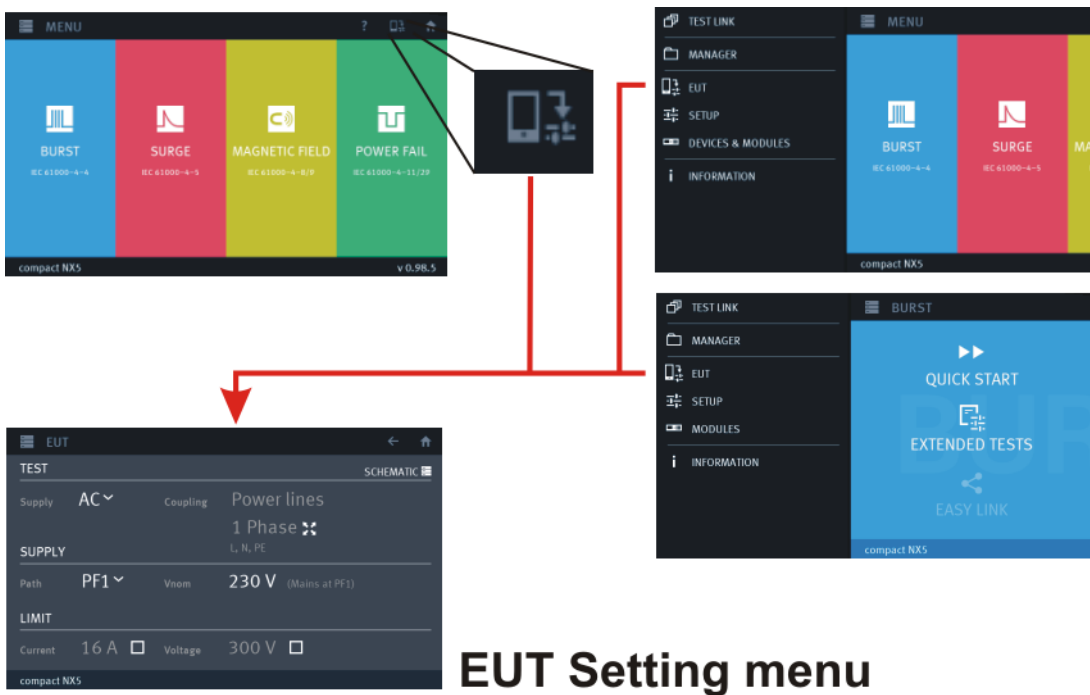 MENU ?
BURST
IEC 61000-4-4
SURGE
IEC 61000-4-5
MAGNETIC FIELD
IEC 61000-4-8/9
POWER FAIL
IEC 61000-4-11/29
compact NX5 v 0.98.5
TEST LINK
MANAGER
EUT
SETUP
DEVICES & MODULES
INFORMATION
MENU
BURST
IEC 61000-4-4
SURGE
IEC 61000-4-5
MA
compact NX5
TEST LINK
MANAGER
EUT
SETUP
MODULES
INFORMATION
BURST
QUICK START
BUR
EXTENDED TESTS
EASY LINK
compact NX5
EUT
TEST SCHEMATIC
Supply AC Coupling Power lines
1 Phase
L, N, PE
SUPPLY
Path PF1 Vnom 230 V (Mains at PF1)
LIMIT
Current 16 A Voltage 300 V
compact NX5
EUT Setting menu